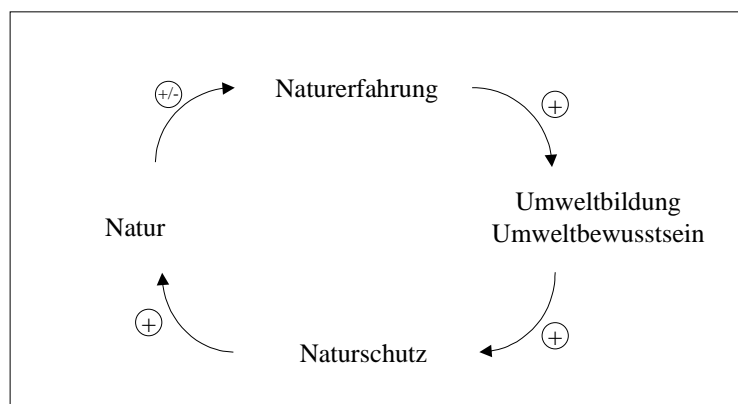 +/-
Naturerfahrung
+
Umweltbildung
Umweltbewusstsein
Natur
+
Naturschutz
+